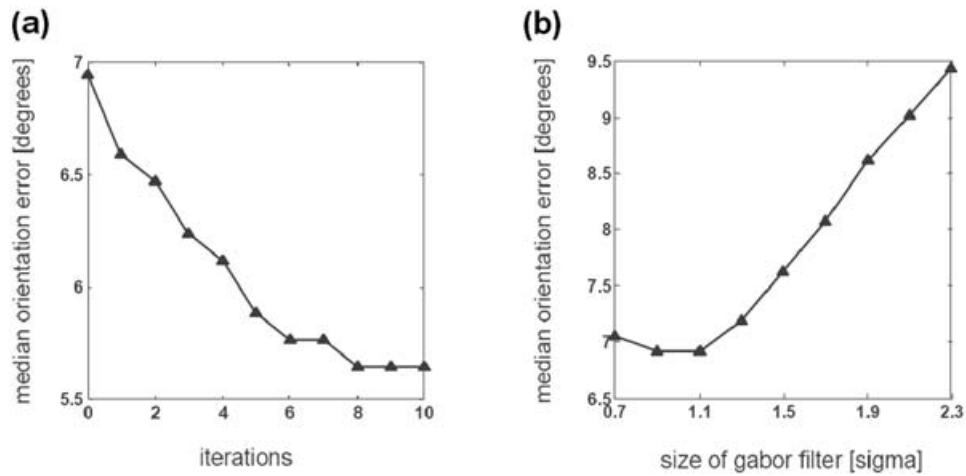 (a)
median orientation error [degrees]
7
6.5
6
5.5
0 2 4 6 8 10
iterations
(b)
median orientation error [degrees]
9.5
9
8.5
8
7.5
7
6.5
0.7 1.1 1.5 1.9 2.3
size of gabor filter [sigma]